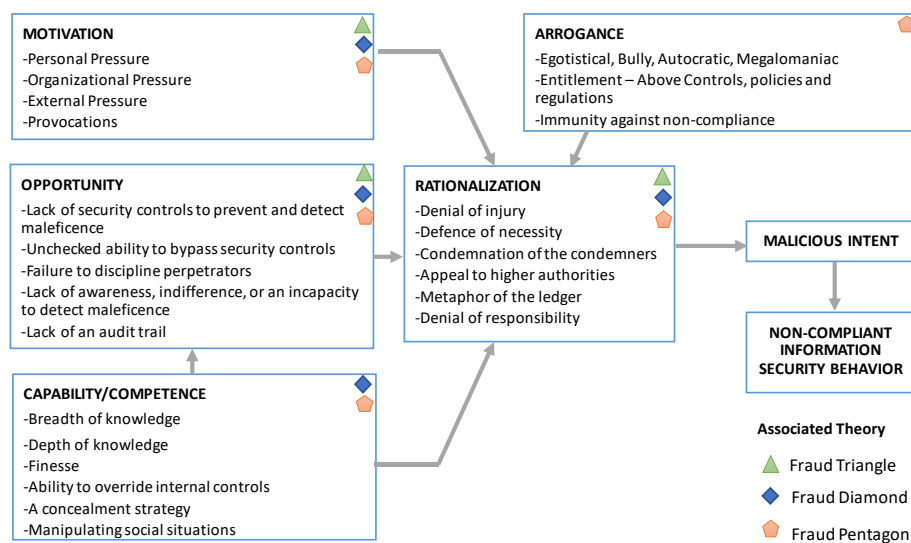 MOTIVATION
-Personal Pressure
-Organizational Pressure
-External Pressure
-Provocations
ARROGANCE
-Egotistical, Bully, Autocratic, Megalomaniac
-Entitlement – Above Controls, policies and
regulations
-Immunity against non-compliance
OPPORTUNITY
-Lack of security controls to prevent and detect
maleficence
-Unchecked ability to bypass security controls
-Failure to discipline perpetrators
-Lack of awareness, indifference, or an incapacity
to detect maleficence
-Lack of an audit trail
RATIONALIZATION
-Denial of injury
-Defence of necessity
-Condemnation of the condemners
-Appeal to higher authorities
-Metaphor of the ledger
-Denial of responsibility
MALICIOUS INTENT
NON-COMPLIANT
INFORMATION
SECURITY BEHAVIOR
CAPABILITY/COMPETENCE
-Breadth of knowledge
-Depth of knowledge
-Finesse
-Ability to override internal controls
-A concealment strategy
-Manipulating social situations
Associated Theory
Fraud Triangle
Fraud Diamond
Fraud Pentagon